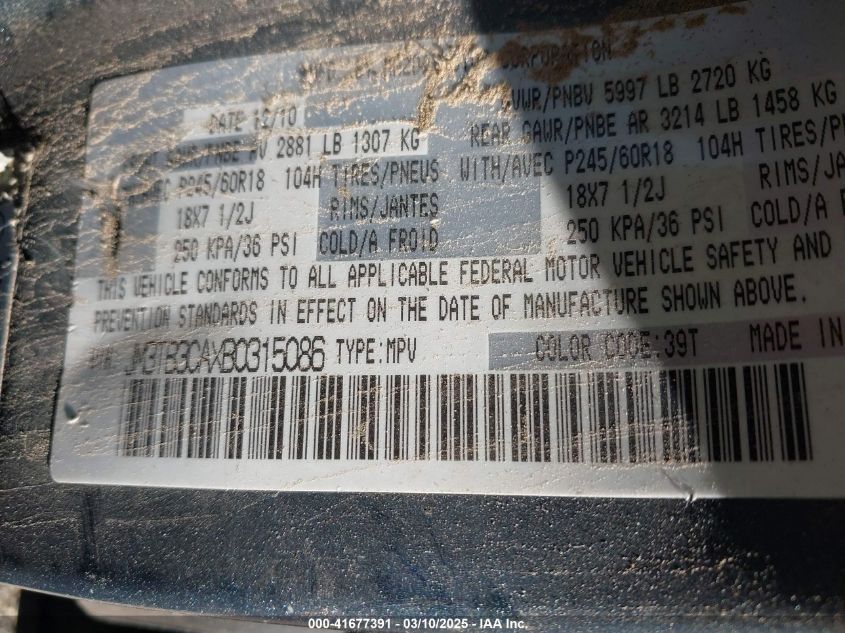 CORPORATION
DATE 12/10 GVWR/PNBV 5997 LB 2720 KG
GAWR/PNBE AV 2881 LB 1307 KG REAR GAWR/PNBE AR 3214 LB 1458 KG
P245/60R18 104H TIRES/PNEUS WITH/AVEC P245/60R18 104H TIRES/
18X7 1/2J RIMS/JANTES 18X7 1/2J RIMS/JA
250 KPA/36 PSI COLD/A FROID 250 KPA/36 PSI COLD/A
THIS VEHICLE CONFORMS TO ALL APPLICABLE FEDERAL MOTOR VEHICLE SAFETY AND
PREVENTION STANDARDS IN EFFECT ON THE DATE OF MANUFACTURE SHOWN ABOVE.
JM3TB3CAXB0315086 TYPE:MPV COLOR CODE:39T MADE IN
000-41677391 - 03/10/2025 - IAA Inc.